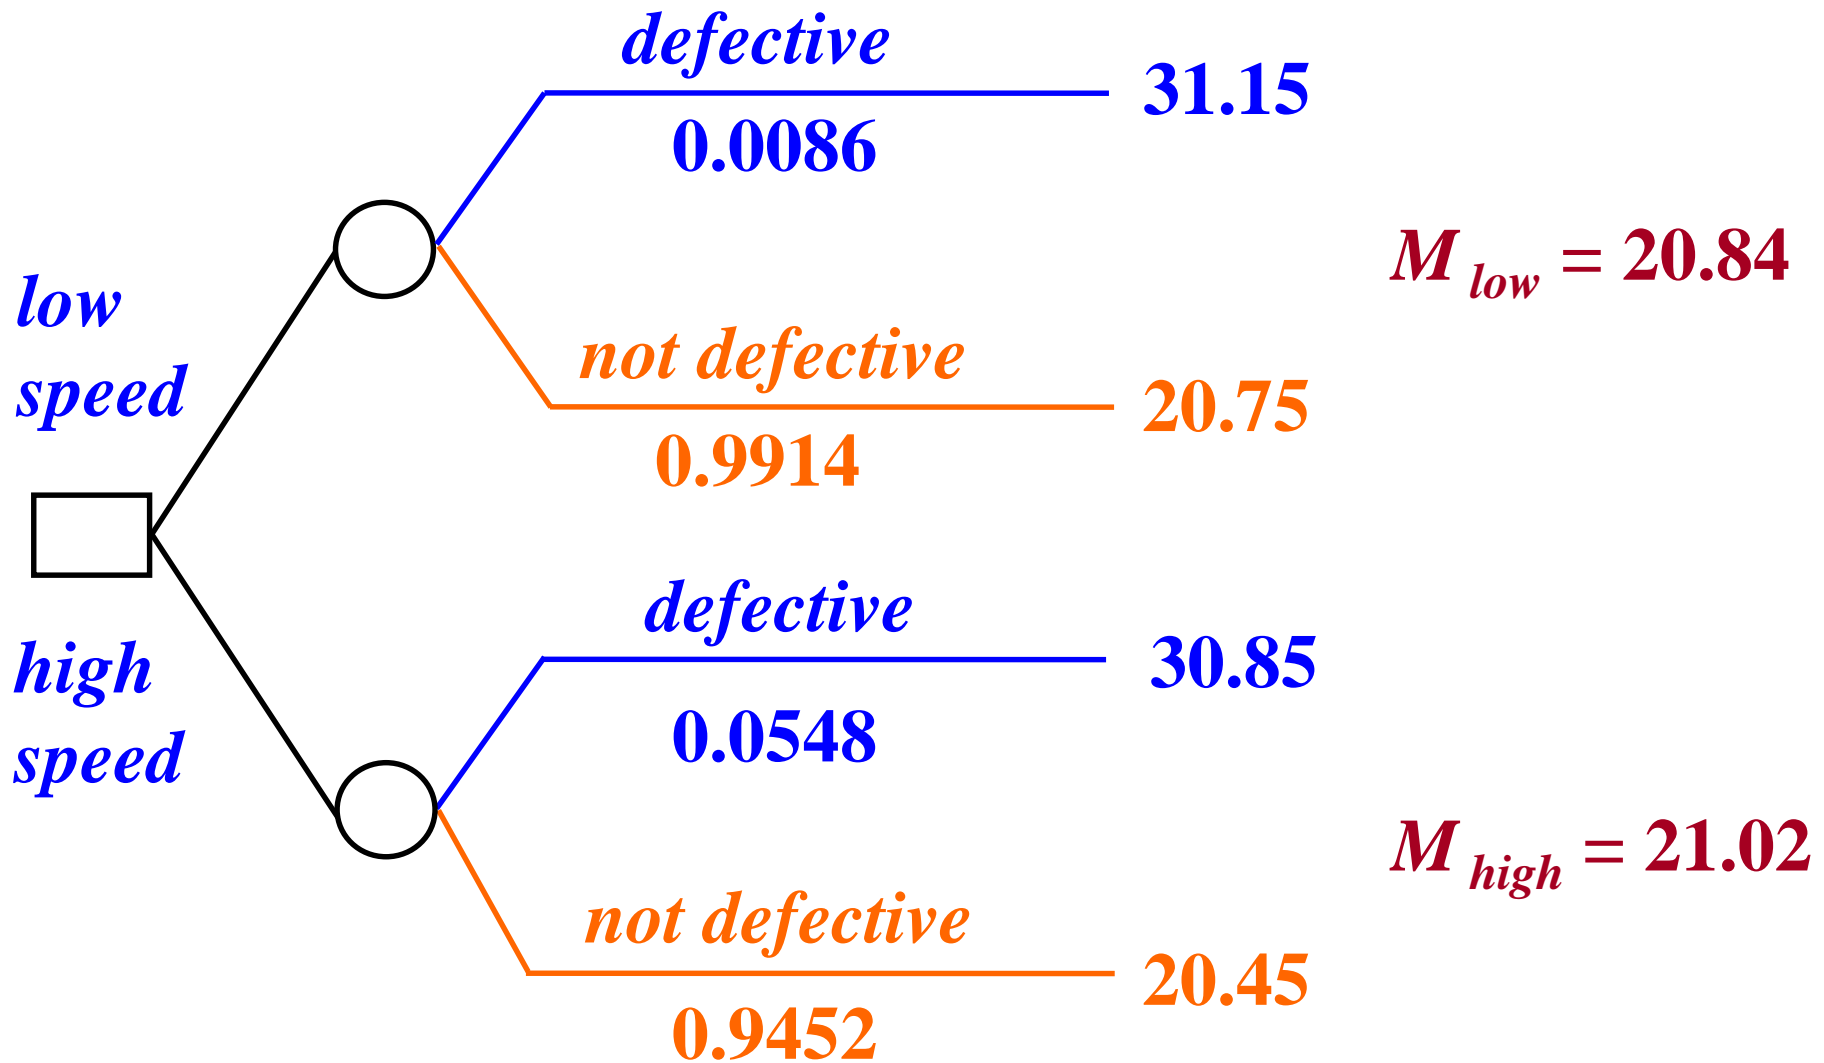 defective
31.15
0.0086
M low = 20.84
low
speed
not defective
20.75
0.9914
defective
30.85
high
speed
0.0548
M high = 21.02
not defective
20.45
0.9452